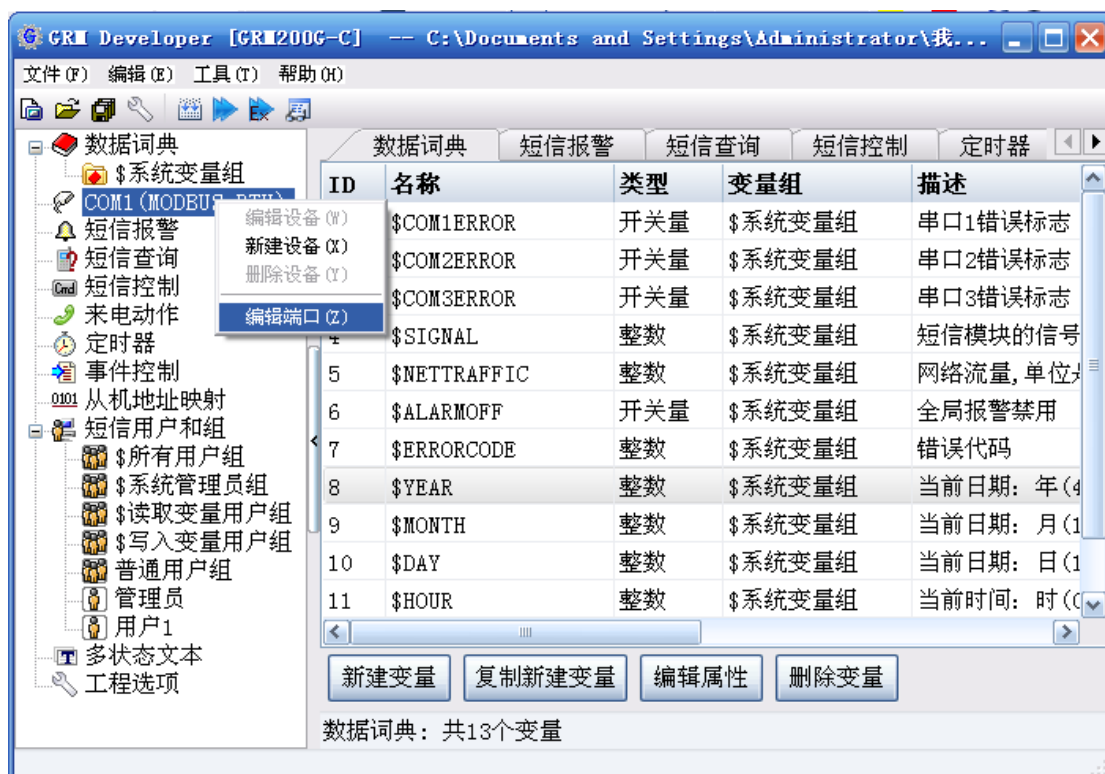 GRM Developer [GRM200G-C] -- C:\Documents and Settings\Administrator\我...
文件(F) 编辑(E) 工具(T) 帮助(H)
数据词典
$系统变量组
COM1(MODBUS RTU)
短信报警
短信查询
短信控制
来电动作
定时器
事件控制
从机地址映射
短信用户和组
$所有用户组
$系统管理员组
$读取变量用户组
$写入变量用户组
普通用户组
管理员
用户1
多状态文本
工程选项
编辑设备(W)
新建设备(X)
删除设备(Y)
编辑端口(Z)
数据词典 短信报警 短信查询 短信控制 定时器
ID 名称 类型 变量组 描述
$COM1ERROR 开关量 $系统变量组 串口1错误标志
$COM2ERROR 开关量 $系统变量组 串口2错误标志
$COM3ERROR 开关量 $系统变量组 串口3错误标志
4 $SIGNAL 整数 $系统变量组 短信模块的信号
5 $NETTRAFFIC 整数 $系统变量组 网络流量,单位
6 $ALARMOFF 开关量 $系统变量组 全局报警禁用
7 $ERRORCODE 整数 $系统变量组 错误代码
8 $YEAR 整数 $系统变量组 当前日期: 年(4
9 $MONTH 整数 $系统变量组 当前日期: 月(1
10 $DAY 整数 $系统变量组 当前日期: 日(1
11 $HOUR 整数 $系统变量组 当前时间: 时(0
新建变量 复制新建变量 编辑属性 删除变量
数据词典: 共13个变量